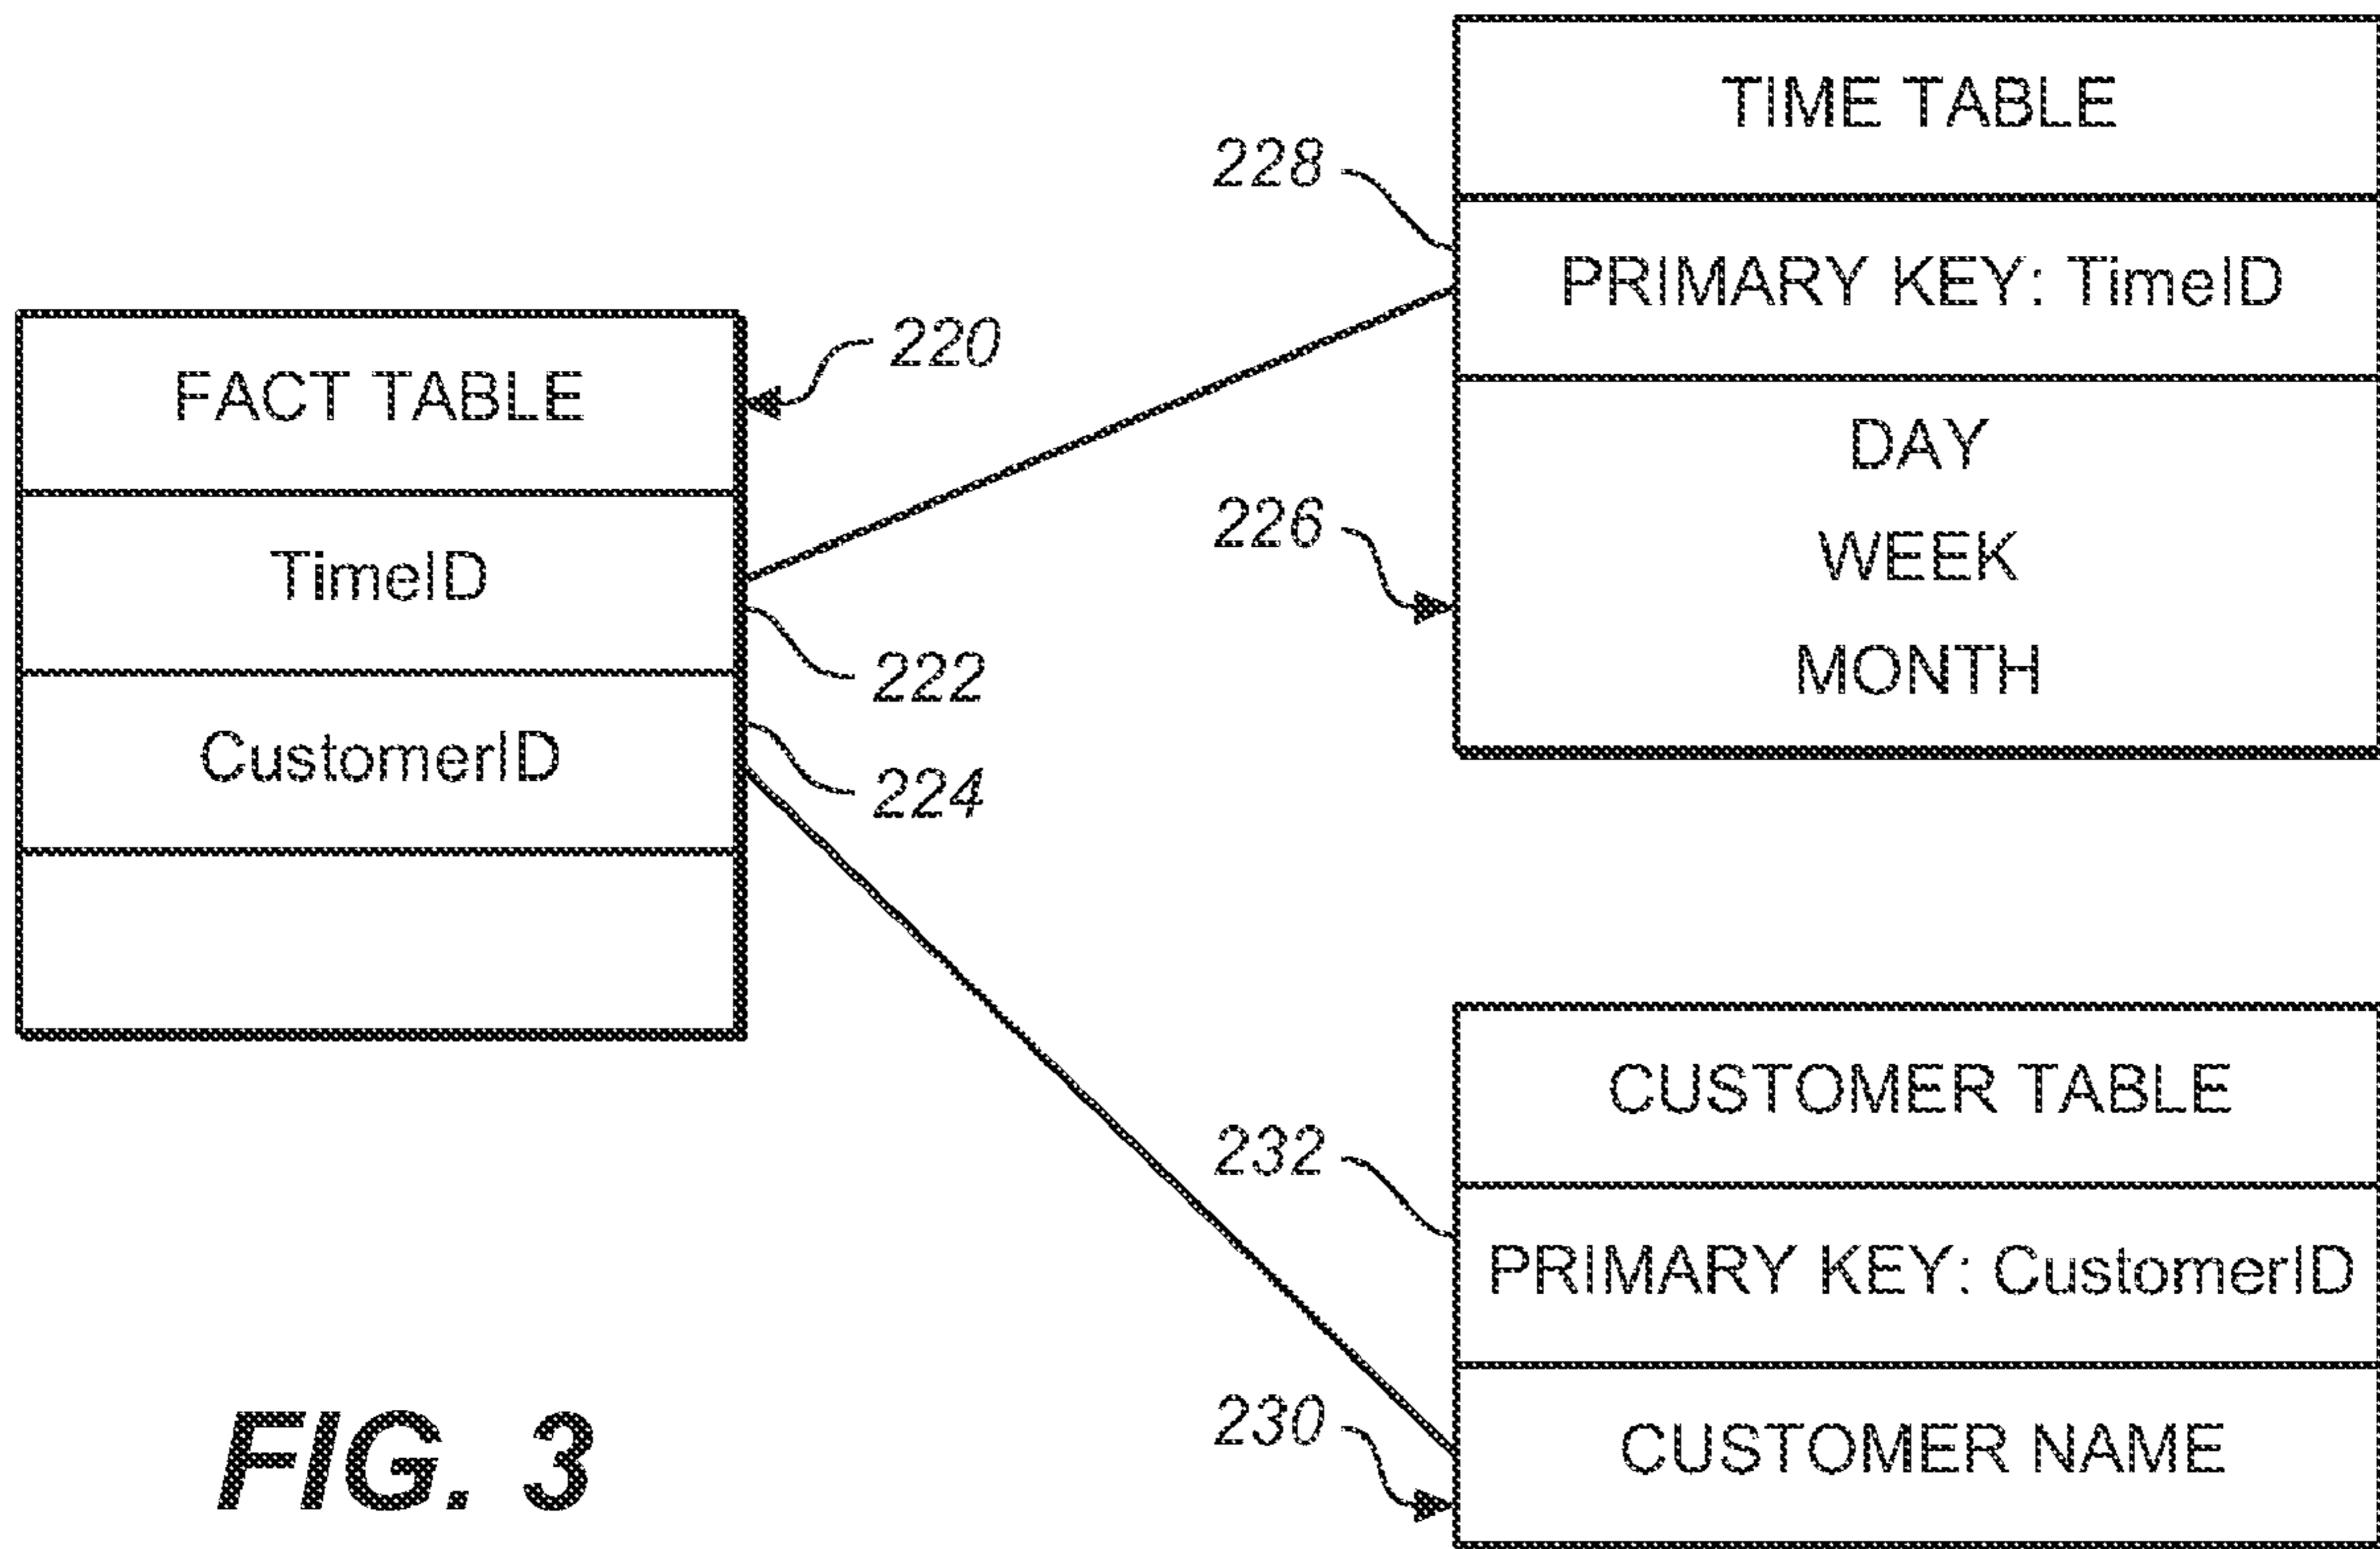 FACT TABLE
TimeID
CustomerID
220
222
224
228
226
TIME TABLE
PRIMARY KEY: TimeID
DAY
WEEK
MONTH
232
230
CUSTOMER TABLE
PRIMARY KEY: CustomerID
CUSTOMER NAME
FIG. 3